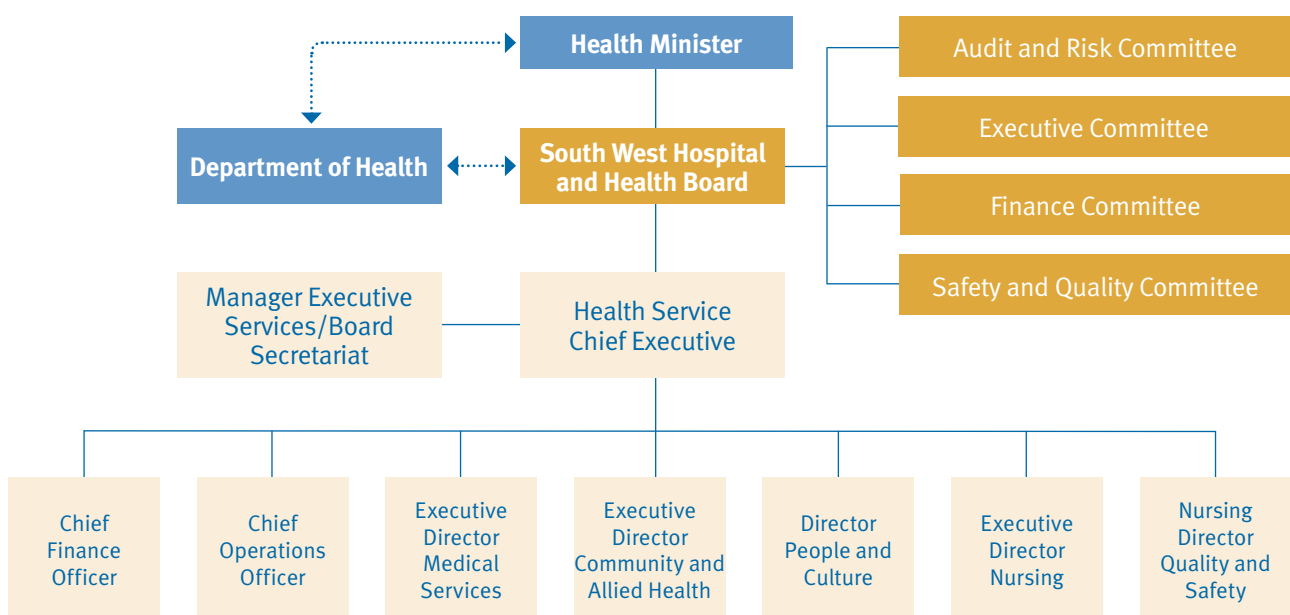 Health Minister
Audit and Risk Committee
Executive Committee
Department of Health
South West Hospital
and Health Board
Finance Committee
Safety and Quality Committee
Manager Executive
Services/Board
Secretariat
Health Service
Chief Executive
Chief
Finance
Officer
Chief
Operations
Officer
Executive
Director
Medical
Services
Executive
Director
Community and
Allied Health
Director
People and
Culture
Executive
Director
Nursing
Nursing
Director
Quality and
Safety